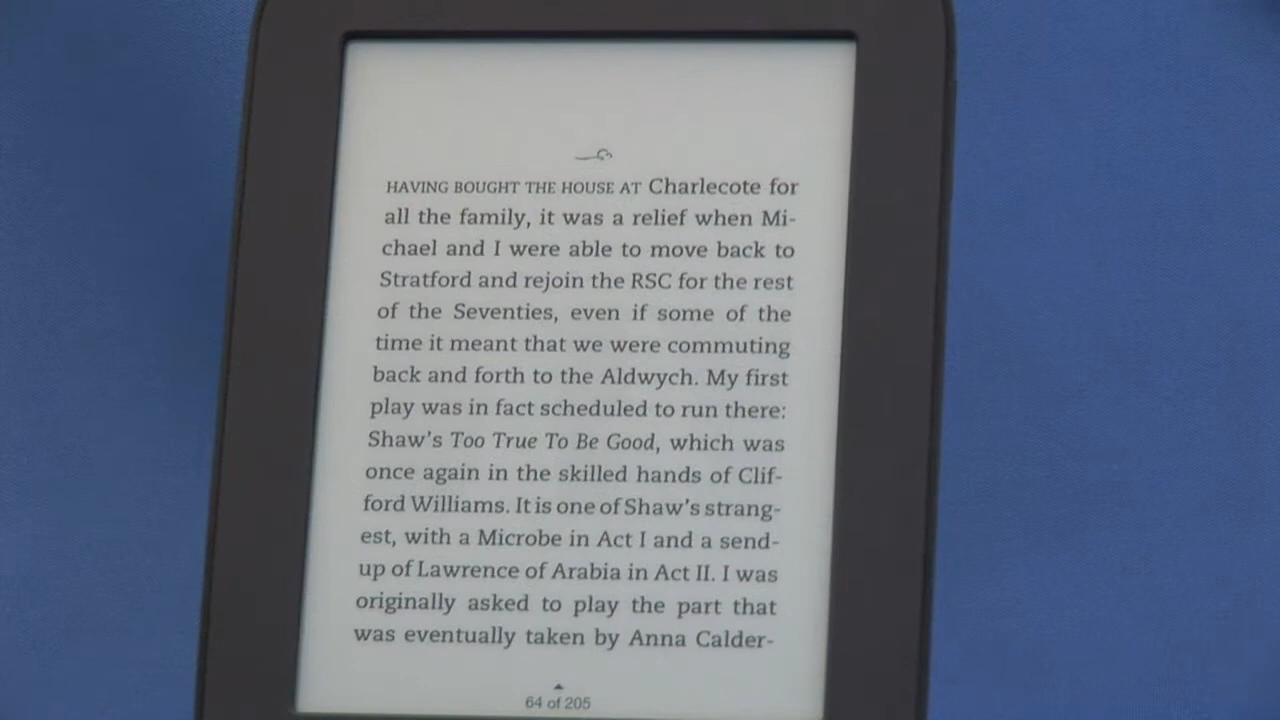 HAVING BOUGHT THE HOUSE AT Charlecote for
all the family, it was a relief when Mi-
chael and I were able to move back to
Stratford and rejoin the RSC for the rest
of the Seventies, even if some of the
time it meant that we were commuting
back and forth to the Aldwych. My first
play was in fact scheduled to run there:
Shaw's Too True To Be Good, which was
once again in the skilled hands of Clif-
ford Williams. It is one of Shaw's strang-
est, with a Microbe in Act I and a send-
up of Lawrence of Arabia in Act II. I was
originally asked to play the part that
was eventually taken by Anna Calder-
64 of 205